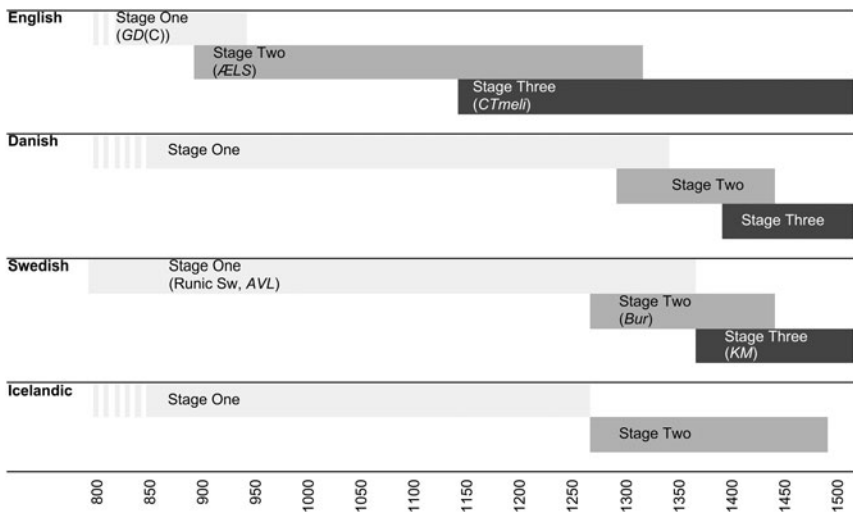 English
Stage One
(GD(C))
Stage Two
(ÆLS)
Stage Three
(CTmeli)
Danish
Stage One
Stage Two
Stage Three
Swedish
Stage One
(Runic Sw, AVL)
Stage Two
(Bur)
Stage Three
(KM)
Icelandic
Stage One
Stage Two
800 850 900 950 1000 1050 1100 1150 1200 1250 1300 1350 1400 1450 1500